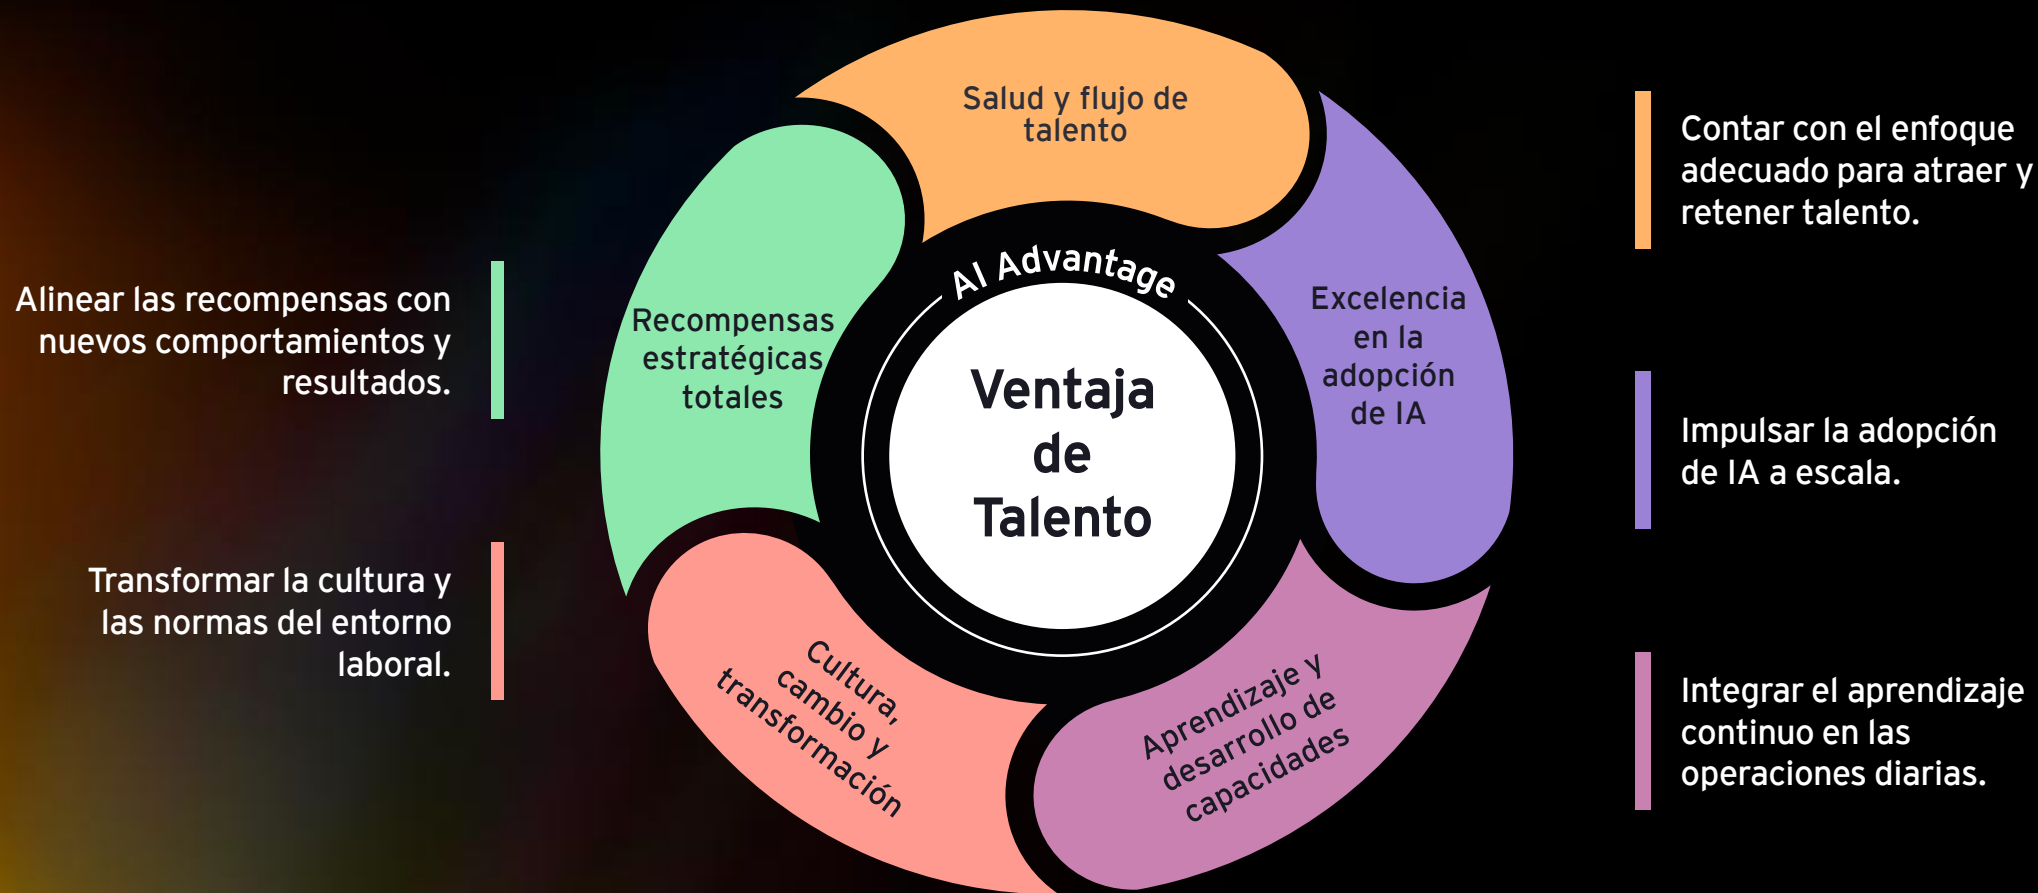 Salud y flujo de
talento
Excelencia
en la
adopción
de IA
Aprendizaje y
desarrollo de
capacidades
Cultura,
cambio y
transformación
Recompensas
estratégicas
totales
AI Advantage
Ventaja
de
Talento
Contar con el enfoque
adecuado para atraer y
retener talento.
Impulsar la adopción
de IA a escala.
Integrar el aprendizaje
continuo en las
operaciones diarias.
Alinear las recompensas con
nuevos comportamientos y
resultados.
Transformar la cultura y
las normas del entorno
laboral.